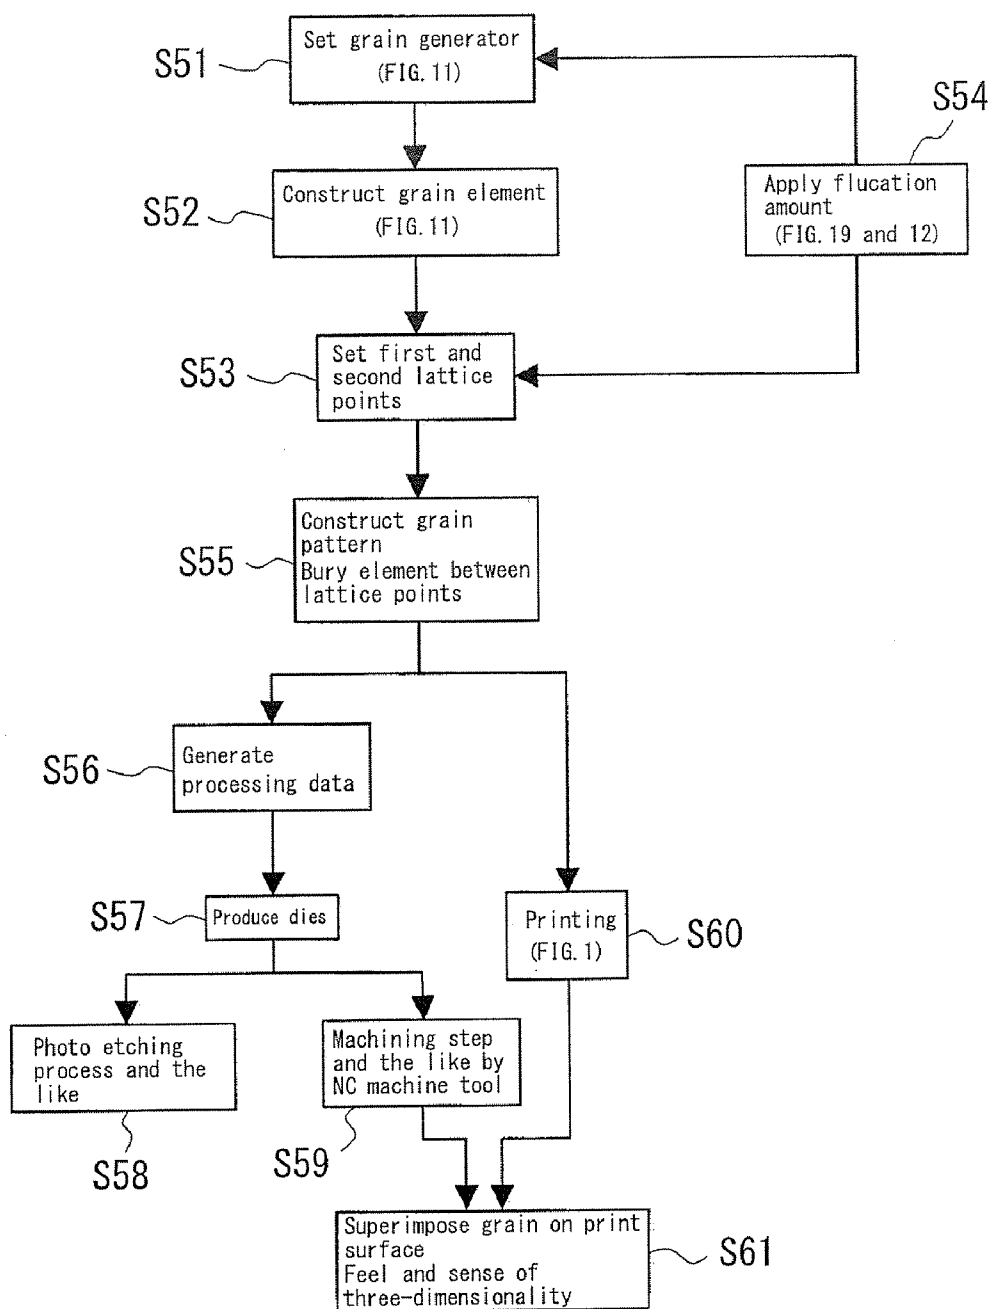 Set grain generator
(FIG. 11)
S51
S54
Construct grain element
(FIG. 11)
S52
Apply flucation
amount
(FIG. 19 and 12)
Set first and
second lattice
points
S53
Construct grain
pattern
Bury element between
lattice points
S55
Generate
processing data
S56
Produce dies
S57
Printing
(FIG. 1)
S60
Photo etching
process and the
like
S58
Machining step
and the like by
NC machine tool
S59
Superimpose grain on print
surface
Feel and sense of
three-dimensionality
S61